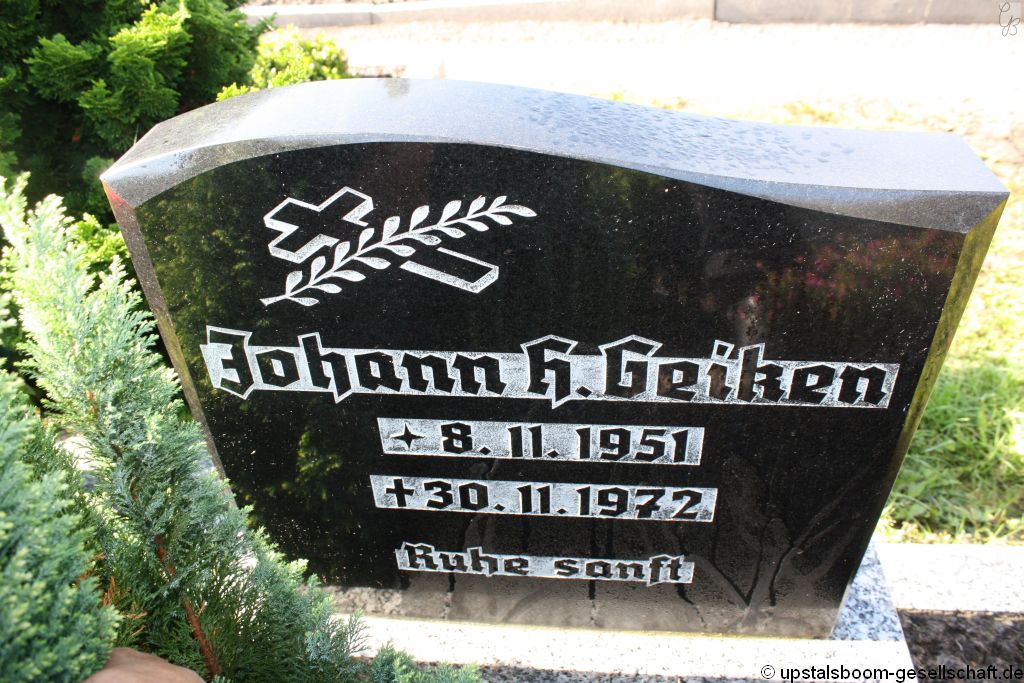 Johann H. Geiken
✦ 8.11.1951
✝ 30.11.1972
Ruhe sanft
© upstalsboom-gesellschaft.de